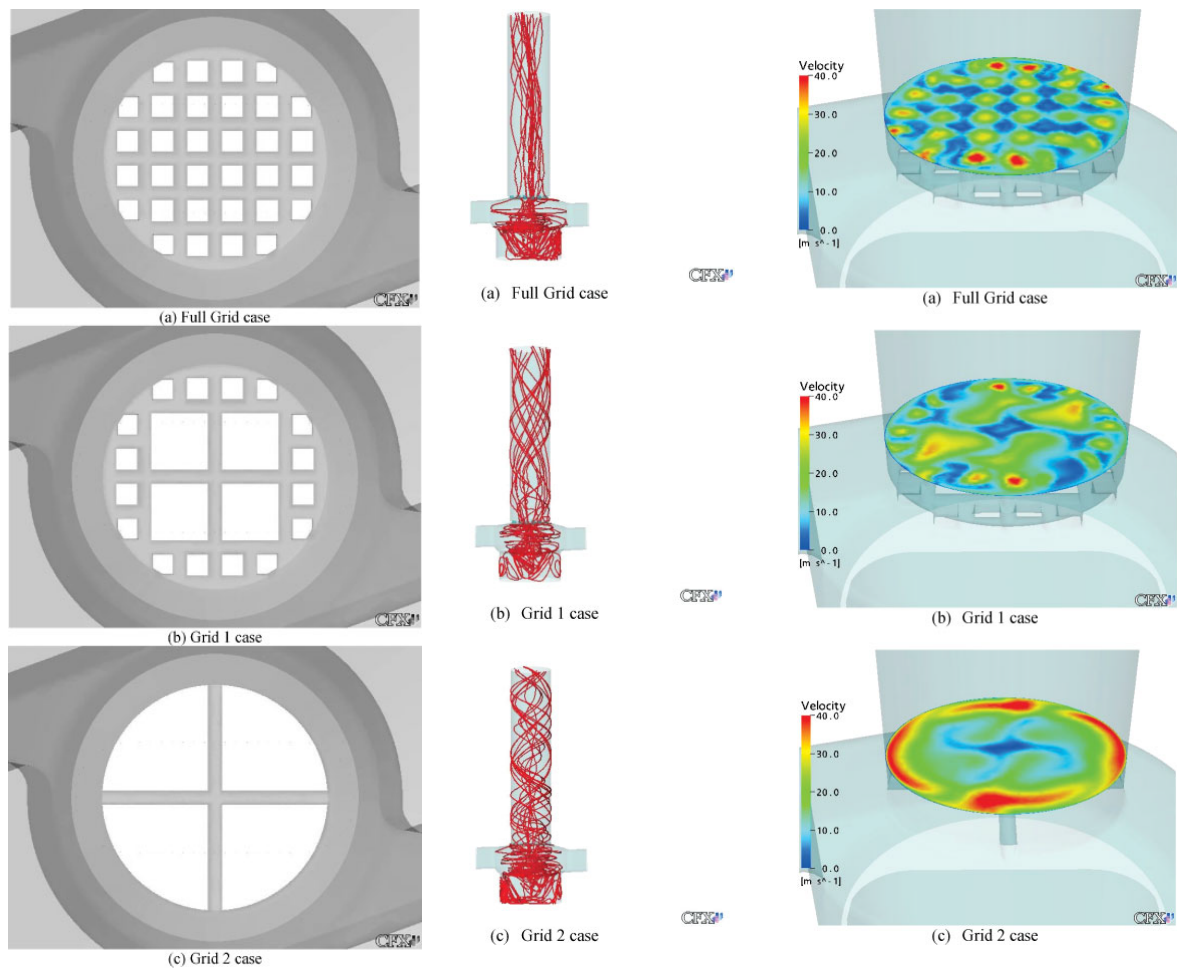 CFX
(a) Full Grid case
CFX
(b) Grid 1 case
CFX
(c) Grid 2 case
CFX
(a) Full Grid case
CFX
(b) Grid 1 case
CFX
(c) Grid 2 case
Velocity
40.0
30.0
20.0
10.0
0.0
[m s^-1]
CFX
(a) Full Grid case
Velocity
40.0
30.0
20.0
10.0
0.0
[m s^-1]
CFX
(b) Grid 1 case
Velocity
40.0
30.0
20.0
10.0
0.0
[m s^-1]
CFX
(c) Grid 2 case